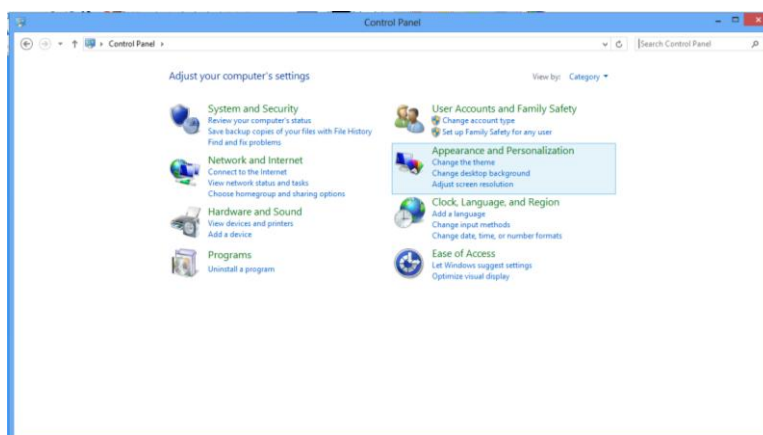 Control Panel
Control Panel
Search Control Panel
Adjust your computer's settings
View by: Category
System and Security
Review your computer's status
Save backup copies of your files with File History
Find and fix problems
Network and Internet
Connect to the Internet
View network status and tasks
Choose homegroup and sharing options
Hardware and Sound
View devices and printers
Add a device
Programs
Uninstall a program
User Accounts and Family Safety
Change account type
Set up Family Safety for any user
Appearance and Personalization
Change the theme
Change desktop background
Adjust screen resolution
Clock, Language, and Region
Add a language
Change input methods
Change date, time, or number formats
Ease of Access
Let Windows suggest settings
Optimize visual display